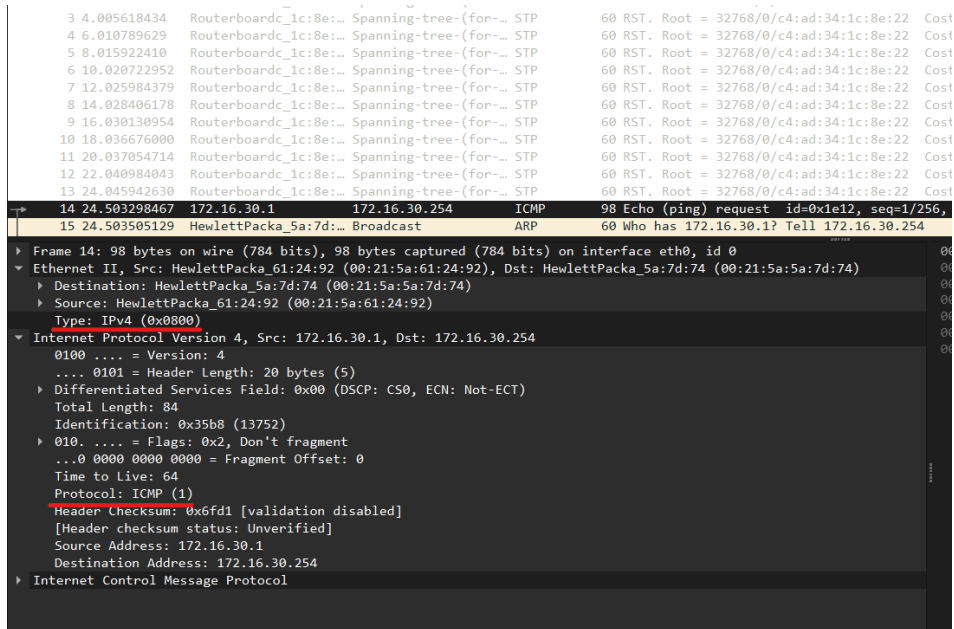 3 4.005618434 Routerboardc_1c:8e:… Spanning-tree-(for-… STP 60 RST. Root = 32768/0/c4:ad:34:1c:8e:22 Cost
4 6.010789629 Routerboardc_1c:8e:… Spanning-tree-(for-… STP 60 RST. Root = 32768/0/c4:ad:34:1c:8e:22 Cost
5 8.015922410 Routerboardc_1c:8e:… Spanning-tree-(for-… STP 60 RST. Root = 32768/0/c4:ad:34:1c:8e:22 Cost
6 10.020722952 Routerboardc_1c:8e:… Spanning-tree-(for-… STP 60 RST. Root = 32768/0/c4:ad:34:1c:8e:22 Cost
7 12.025984379 Routerboardc_1c:8e:… Spanning-tree-(for-… STP 60 RST. Root = 32768/0/c4:ad:34:1c:8e:22 Cost
8 14.028406178 Routerboardc_1c:8e:… Spanning-tree-(for-… STP 60 RST. Root = 32768/0/c4:ad:34:1c:8e:22 Cost
9 16.030130954 Routerboardc_1c:8e:… Spanning-tree-(for-… STP 60 RST. Root = 32768/0/c4:ad:34:1c:8e:22 Cost
10 18.036676000 Routerboardc_1c:8e:… Spanning-tree-(for-… STP 60 RST. Root = 32768/0/c4:ad:34:1c:8e:22 Cost
11 20.037054714 Routerboardc_1c:8e:… Spanning-tree-(for-… STP 60 RST. Root = 32768/0/c4:ad:34:1c:8e:22 Cost
12 22.040984043 Routerboardc_1c:8e:… Spanning-tree-(for-… STP 60 RST. Root = 32768/0/c4:ad:34:1c:8e:22 Cost
13 24.045942630 Routerboardc_1c:8e:… Spanning-tree-(for-… STP 60 RST. Root = 32768/0/c4:ad:34:1c:8e:22 Cost
14 24.503298467 172.16.30.1 172.16.30.254 ICMP 98 Echo (ping) request id=0x1e12, seq=1/256,
15 24.503505129 HewlettPacka_5a:7d:… Broadcast ARP 60 Who has 172.16.30.1? Tell 172.16.30.254
Frame 14: 98 bytes on wire (784 bits), 98 bytes captured (784 bits) on interface eth0, id 0
Ethernet II, Src: HewlettPacka_61:24:92 (00:21:5a:61:24:92), Dst: HewlettPacka_5a:7d:74 (00:21:5a:5a:7d:74)
Destination: HewlettPacka_5a:7d:74 (00:21:5a:5a:7d:74)
Source: HewlettPacka_61:24:92 (00:21:5a:61:24:92)
Type: IPv4 (0x0800)
Internet Protocol Version 4, Src: 172.16.30.1, Dst: 172.16.30.254
0100 .... = Version: 4
.... 0101 = Header Length: 20 bytes (5)
Differentiated Services Field: 0x00 (DSCP: CS0, ECN: Not-ECT)
Total Length: 84
Identification: 0x35b8 (13752)
010. .... = Flags: 0x2, Don't fragment
...0 0000 0000 0000 = Fragment Offset: 0
Time to Live: 64
Protocol: ICMP (1)
Header Checksum: 0x6fd1 [validation disabled]
[Header checksum status: Unverified]
Source Address: 172.16.30.1
Destination Address: 172.16.30.254
Internet Control Message Protocol